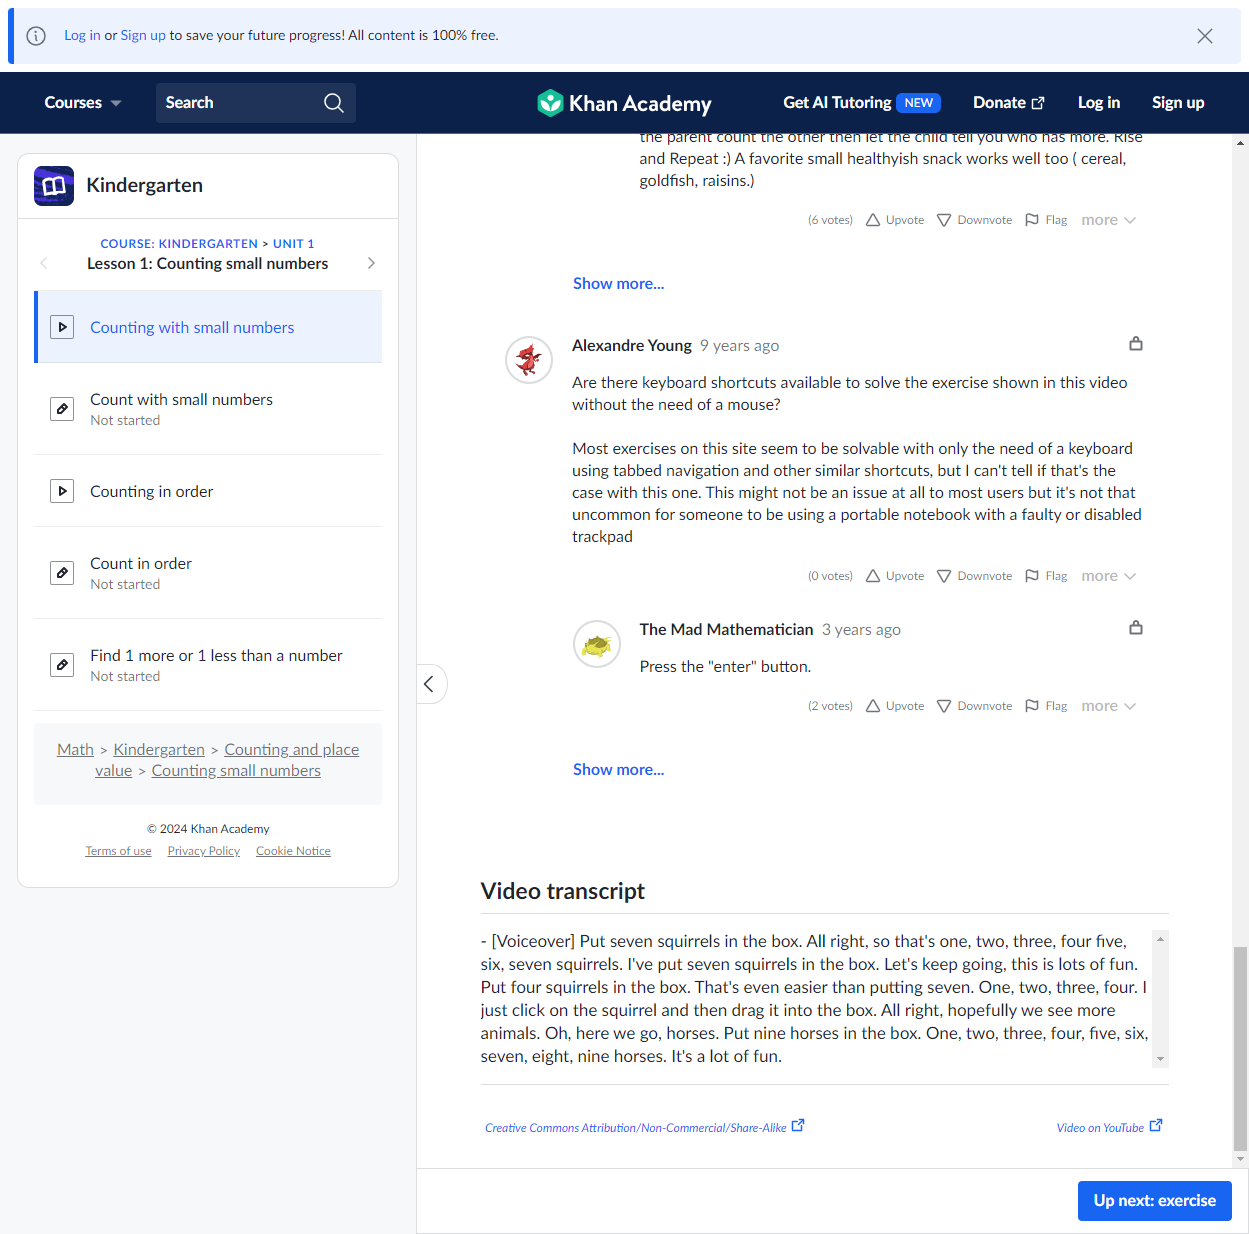 Log in or Sign up to save your future progress! All content is 100% free.
Courses
Search
Khan Academy
Get AI Tutoring NEW
Donate
Log in
Sign up
Kindergarten
COURSE: KINDERGARTEN > UNIT 1
Lesson 1: Counting small numbers
Counting with small numbers
Count with small numbers
Not started
Counting in order
Count in order
Not started
Find 1 more or 1 less than a number
Not started
Math > Kindergarten > Counting and place
value > Counting small numbers
© 2024 Khan Academy
Terms of use Privacy Policy Cookie Notice
the parent count the other then let the child tell you who has more. Rise
and Repeat :) A favorite small healthyish snack works well too ( cereal,
goldfish, raisins.)
(6 votes) Upvote Downvote Flag more
Show more...
Alexandre Young 9 years ago
Are there keyboard shortcuts available to solve the exercise shown in this video
without the need of a mouse?
Most exercises on this site seem to be solvable with only the need of a keyboard
using tabbed navigation and other similar shortcuts, but I can't tell if that's the
case with this one. This might not be an issue at all to most users but it's not that
uncommon for someone to be using a portable notebook with a faulty or disabled
trackpad
(0 votes) Upvote Downvote Flag more
The Mad Mathematician 3 years ago
Press the "enter" button.
(2 votes) Upvote Downvote Flag more
Show more...
Video transcript
- [Voiceover] Put seven squirrels in the box. All right, so that's one, two, three, four five,
six, seven squirrels. I've put seven squirrels in the box. Let's keep going, this is lots of fun.
Put four squirrels in the box. That's even easier than putting seven. One, two, three, four. I
just click on the squirrel and then drag it into the box. All right, hopefully we see more
animals. Oh, here we go, horses. Put nine horses in the box. One, two, three, four, five, six,
seven, eight, nine horses. It's a lot of fun.
Creative Commons Attribution/Non-Commercial/Share-Alike
Video on YouTube
Up next: exercise